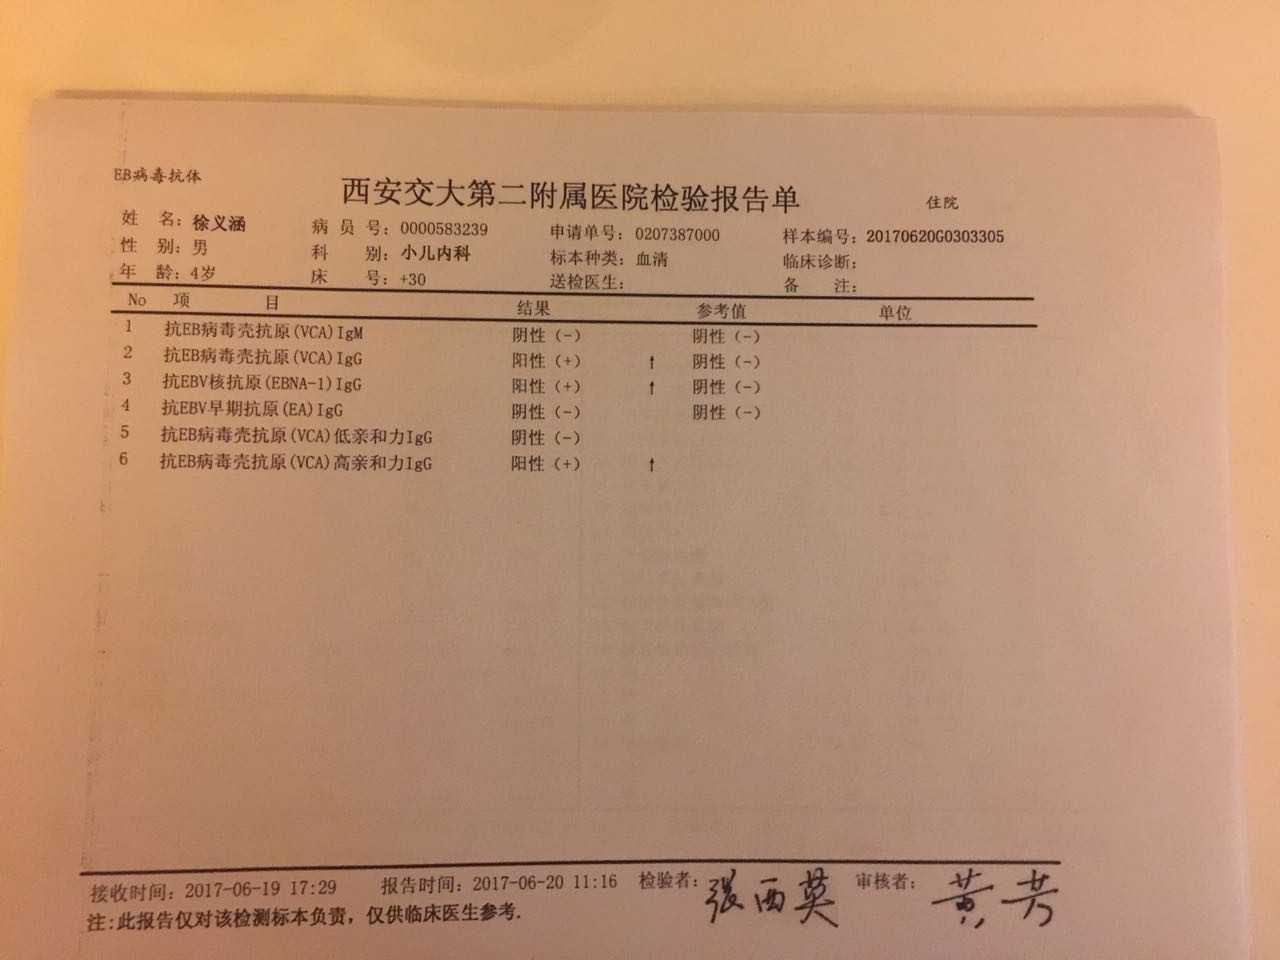 EB病毒抗体
西安交大第二附属医院检验报告单
住院
姓 名：徐义涵 病 员 号：0000583239 申请单号：0207387000 样本编号：20170620G0303305
性 别：男 科 别：小儿内科 标本种类：血清 临床诊断：
年 龄：4岁 床 号：+30 送检医生： 备 注：
No 项 目 结果 参考值 单位
1 抗EB病毒壳抗原(VCA)IgM 阴性（-） 阴性（-）
2 抗EB病毒壳抗原(VCA)IgG 阳性（+） ↑ 阴性（-）
3 抗EBV核抗原(EBNA-1)IgG 阳性（+） ↑ 阴性（-）
4 抗EBV早期抗原(EA)IgG 阴性（-） 阴性（-）
5 抗EB病毒壳抗原(VCA)低亲和力IgG 阴性（-）
6 抗EB病毒壳抗原(VCA)高亲和力IgG 阳性（+） ↑
接收时间：2017-06-19 17:29 报告时间：2017-06-20 11:16 检验者：张西英 审核者：黄芳
注:此报告仅对该检测标本负责，仅供临床医生参考.